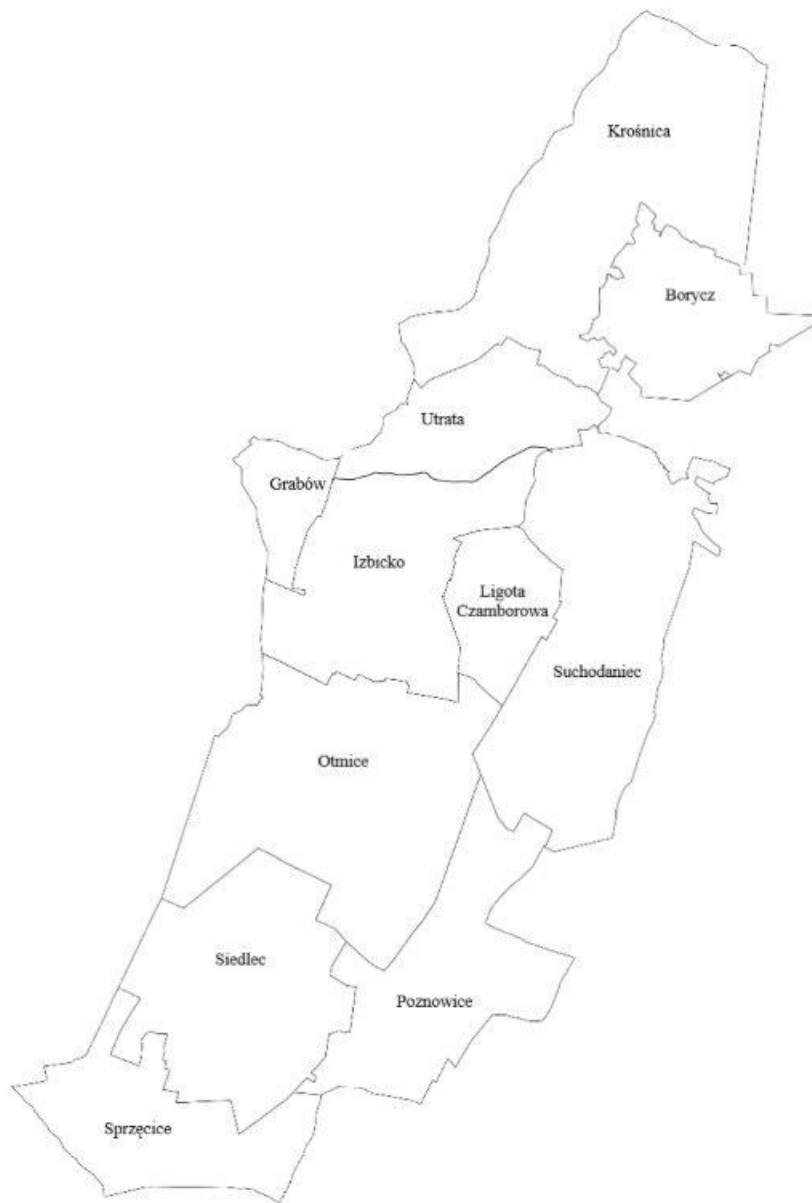 Krośnica
Borycz
Utrata
Grabów
Izbicko
Ligota
Czamborowa
Suchodaniec
Otmice
Siedlec
Poznowice
Sprzęcice